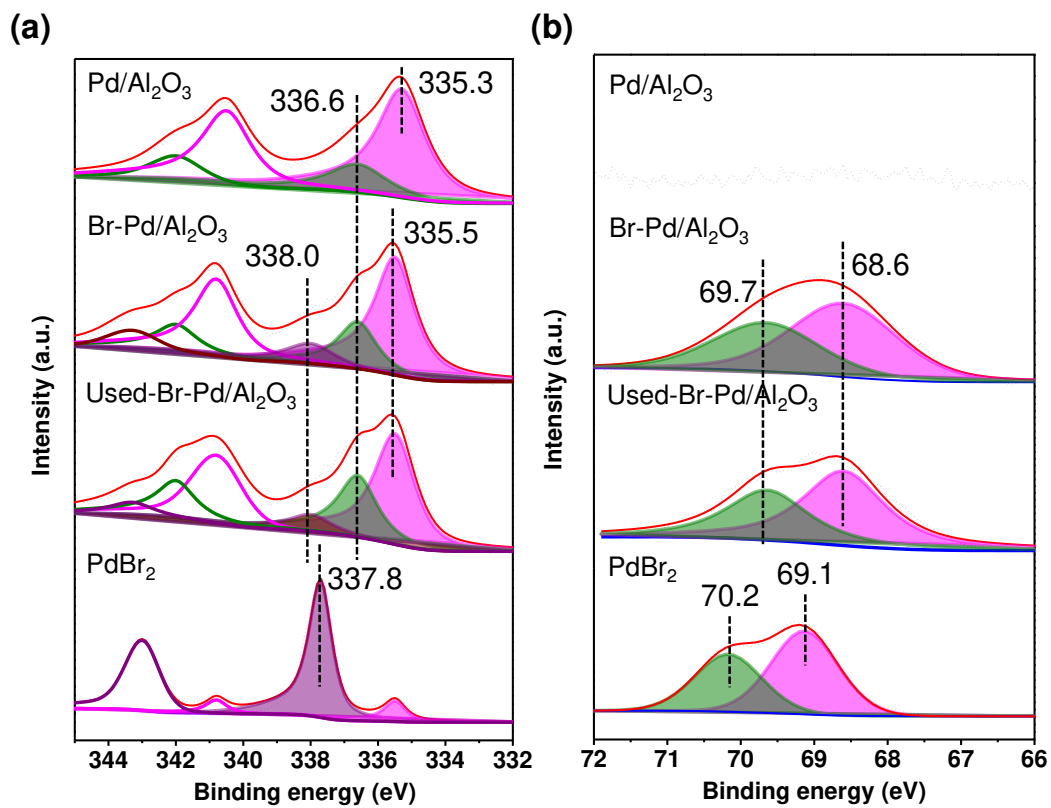 (a)
Pd/Al₂O₃
336.6
335.3
Br-Pd/Al₂O₃
338.0
335.5
Used-Br-Pd/Al₂O₃
PdBr₂
337.8
Intensity (a.u.)
344 342 340 338 336 334 332
Binding energy (eV)
(b)
Pd/Al₂O₃
Br-Pd/Al₂O₃
69.7
68.6
Used-Br-Pd/Al₂O₃
PdBr₂
70.2
69.1
Intensity (a.u.)
72 71 70 69 68 67 66
Binding energy (eV)